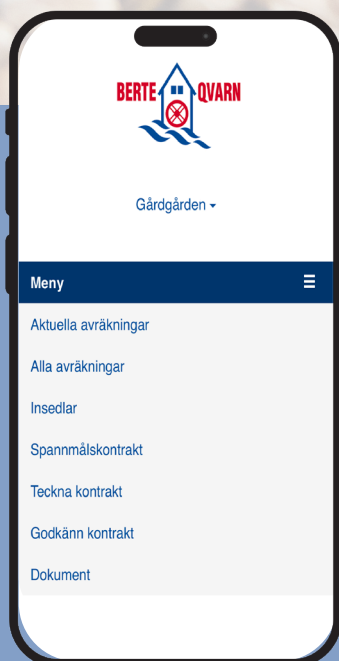 BERTE QVARN
Gårdgården
Meny
Aktuella avräkningar
Alla avräkningar
Insedlar
Spannmålskontrakt
Teckna kontrakt
Godkänn kontrakt
Dokument